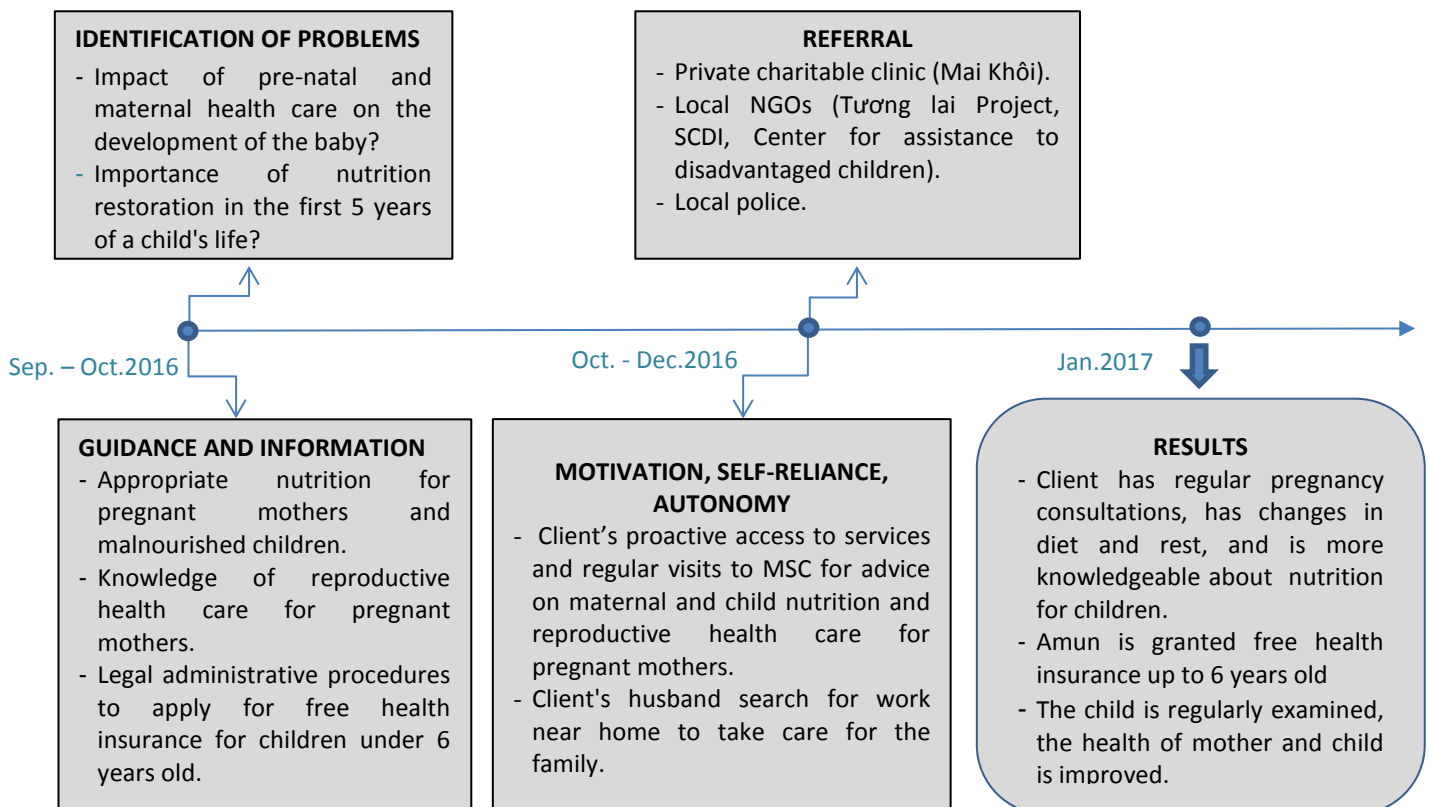 IDENTIFICATION OF PROBLEMS
- Impact of pre-natal and
maternal health care on the
development of the baby?
- Importance of nutrition
restoration in the first 5 years
of a child's life?
REFERRAL
- Private charitable clinic (Mai Khôi).
- Local NGOs (Tương lai Project,
SCDI, Center for assistance to
disadvantaged children).
- Local police.
Sep. – Oct.2016
Oct. - Dec.2016
Jan.2017
GUIDANCE AND INFORMATION
- Appropriate nutrition for
pregnant mothers and
malnourished children.
- Knowledge of reproductive
health care for pregnant
mothers.
- Legal administrative procedures
to apply for free health
insurance for children under 6
years old.
MOTIVATION, SELF-RELIANCE,
AUTONOMY
- Client’s proactive access to services
and regular visits to MSC for advice
on maternal and child nutrition and
reproductive health care for
pregnant mothers.
- Client's husband search for work
near home to take care for the
family.
RESULTS
- Client has regular pregnancy
consultations, has changes in
diet and rest, and is more
knowledgeable about nutrition
for children.
- Amun is granted free health
insurance up to 6 years old
- The child is regularly examined,
the health of mother and child
is improved.